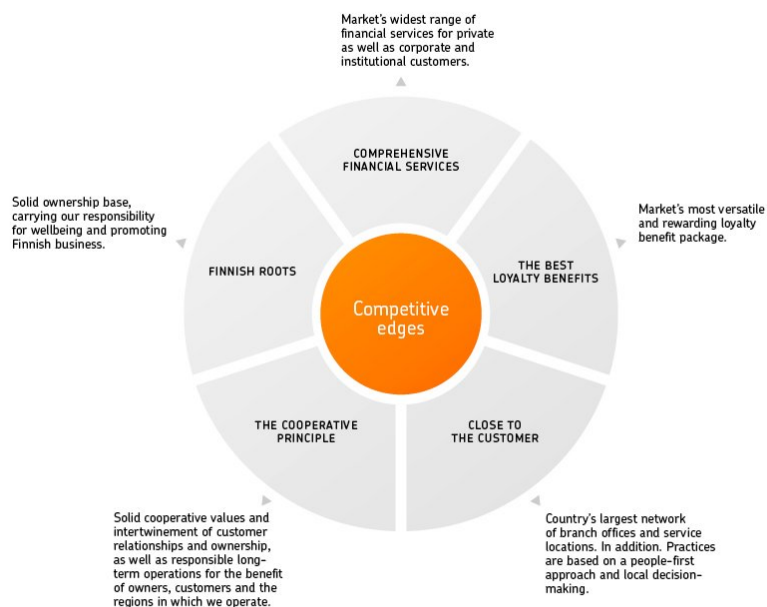 Market's widest range of
financial services for private
as well as corporate and
institutional customers.
COMPREHENSIVE
FINANCIAL SERVICES
Solid ownership base,
carrying our responsibility
for wellbeing and promoting
Finnish business.
FINNISH ROOTS
Market's most versatile
and rewarding loyalty
benefit package.
THE BEST
LOYALTY BENEFITS
Competitive
edges
THE COOPERATIVE
PRINCIPLE
CLOSE TO
THE CUSTOMER
Solid cooperative values and
intertwinement of customer
relationships and ownership,
as well as responsible long-
term operations for the benefit
of owners, customers and the
regions in which we operate.
Country's largest network
of branch offices and service
locations. In addition. Practices
are based on a people-first
approach and local decision-
making.